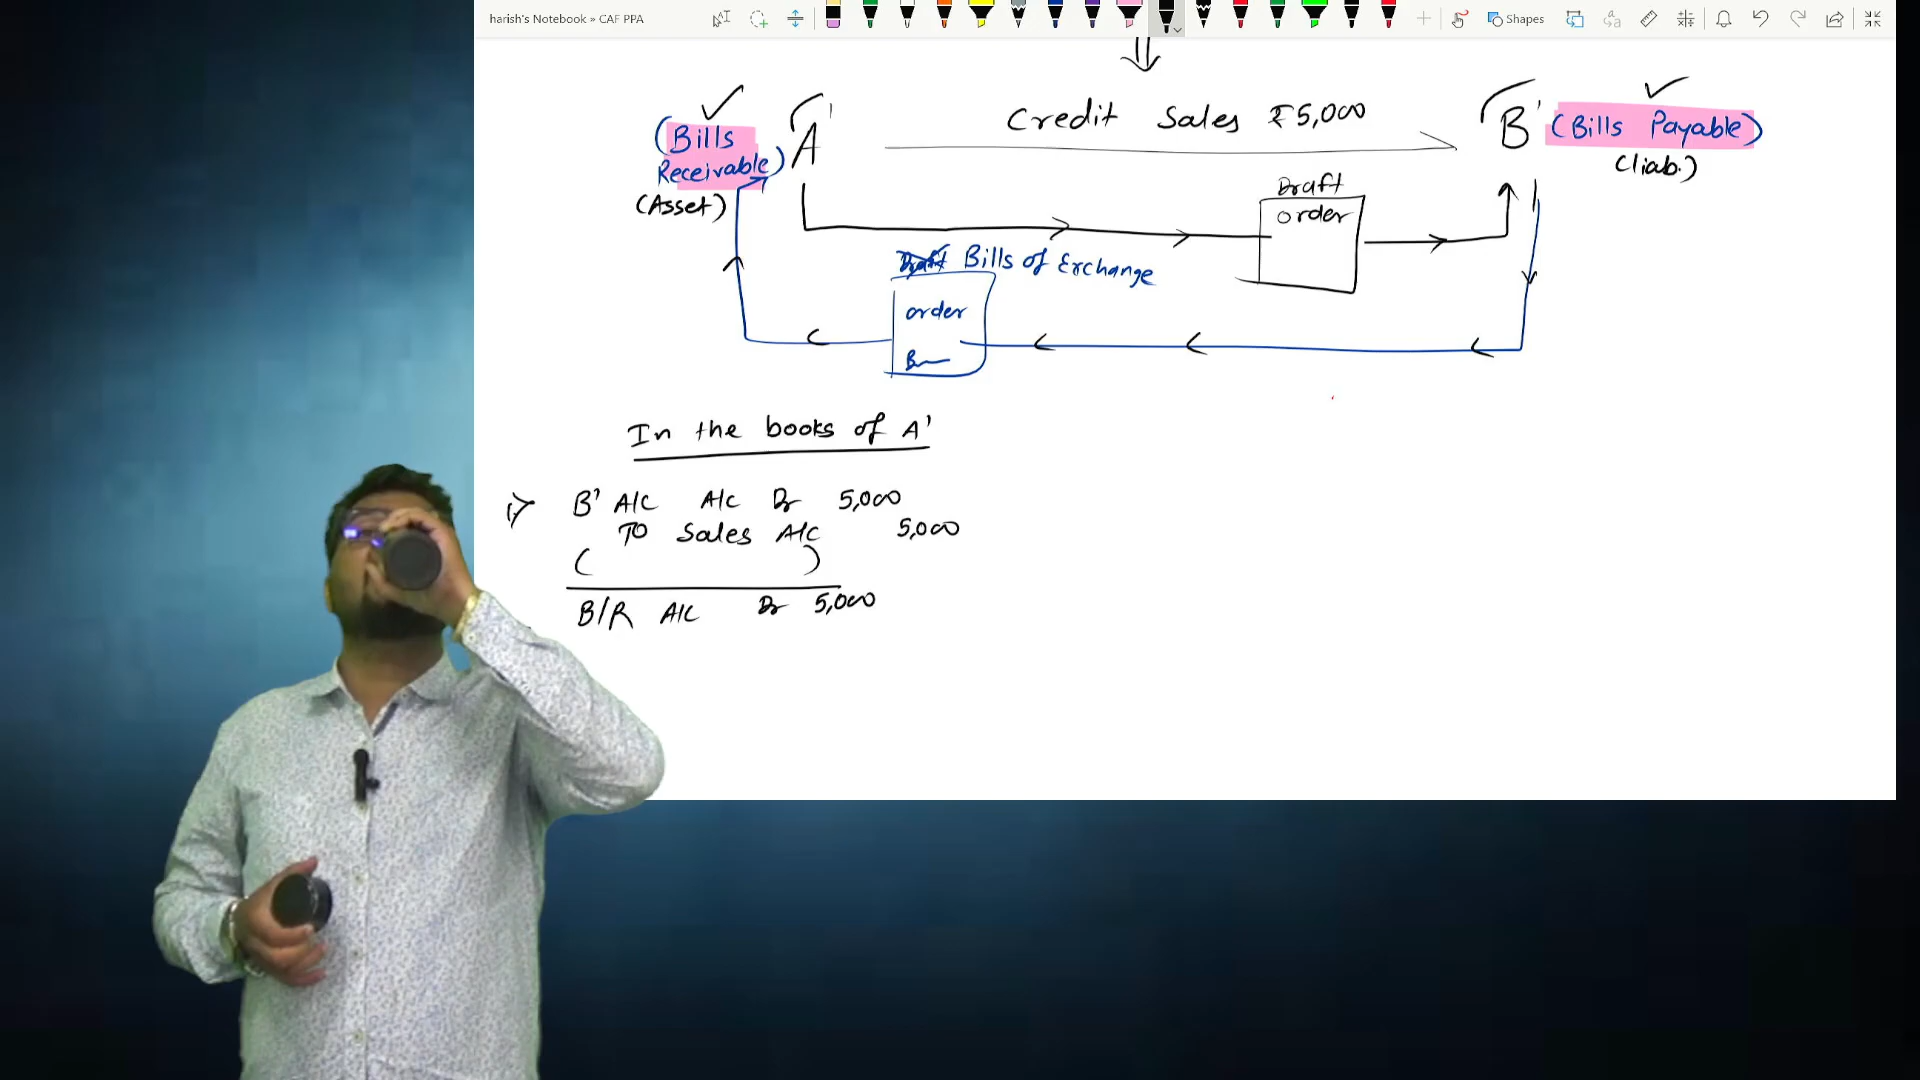 harish's Notebook » CAF PPA
Shapes
A' Credit Sales ₹5,000 B'
(Bills Receivable)
(Asset)
(Bills Payable)
(liab.)
Draft
order
Draft Bills of Exchange
order
B
In the books of A'
1) B' A/c A/c Dr 5,000
To Sales A/c 5,000
( )
B/R A/c Dr 5,000